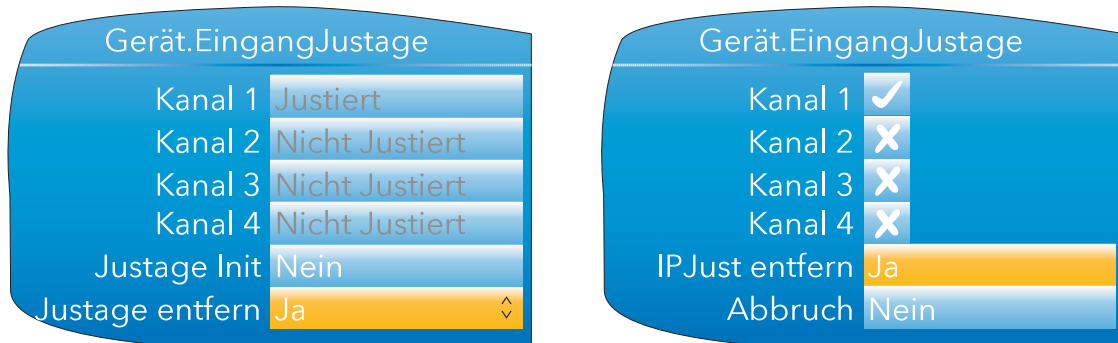 Gerät.EingangJustage
Kanal 1 Justiert
Kanal 2 Nicht Justiert
Kanal 3 Nicht Justiert
Kanal 4 Nicht Justiert
Justage Init Nein
Justage entfern Ja
Gerät.EingangJustage
Kanal 1
Kanal 2
Kanal 3
Kanal 4
IPJust entfern Ja
Abbruch Nein